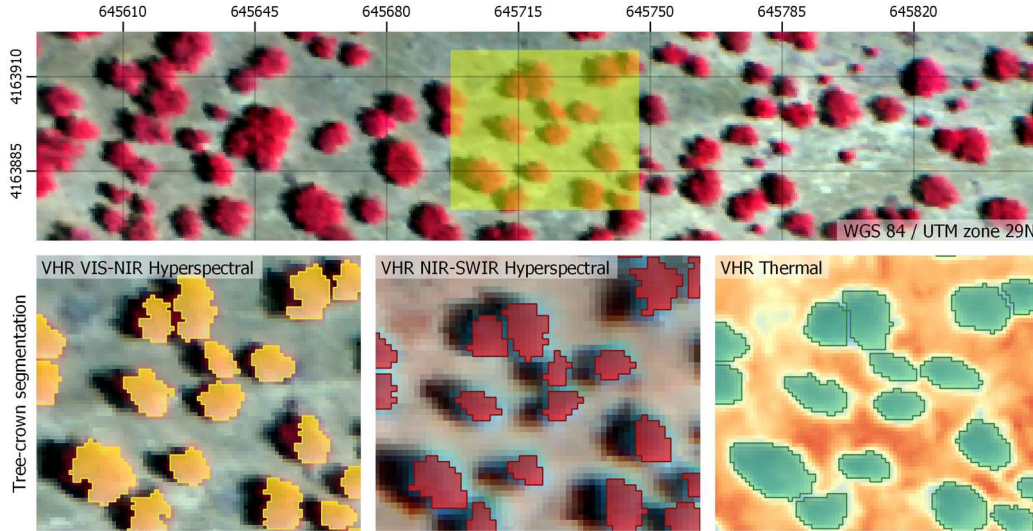 645610 645645 645680 645715 645750 645785 645820
4163910
4163885
WGS 84 / UTM zone 29N
VHR VIS-NIR Hyperspectral
VHR NIR-SWIR Hyperspectral
VHR Thermal
Tree-crown segmentation